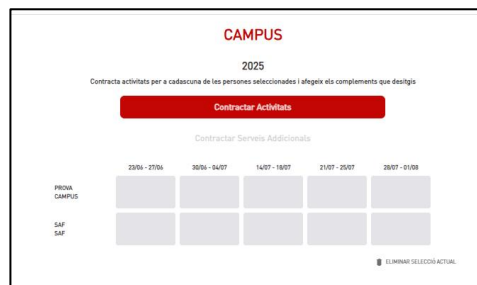 CAMPUS
2025
Contracta activitats per a cadascuna de les persones seleccionades i afegeix els complements que desitgis
Contractar Activitats
Contractar Serveis Addicionals
23/06 - 27/06 30/06 - 04/07 14/07 - 18/07 21/07 - 25/07 28/07 - 01/08
PROVA
CAMPUS
SAF
SAF
ELIMINAR SELECCIÓ ACTUAL